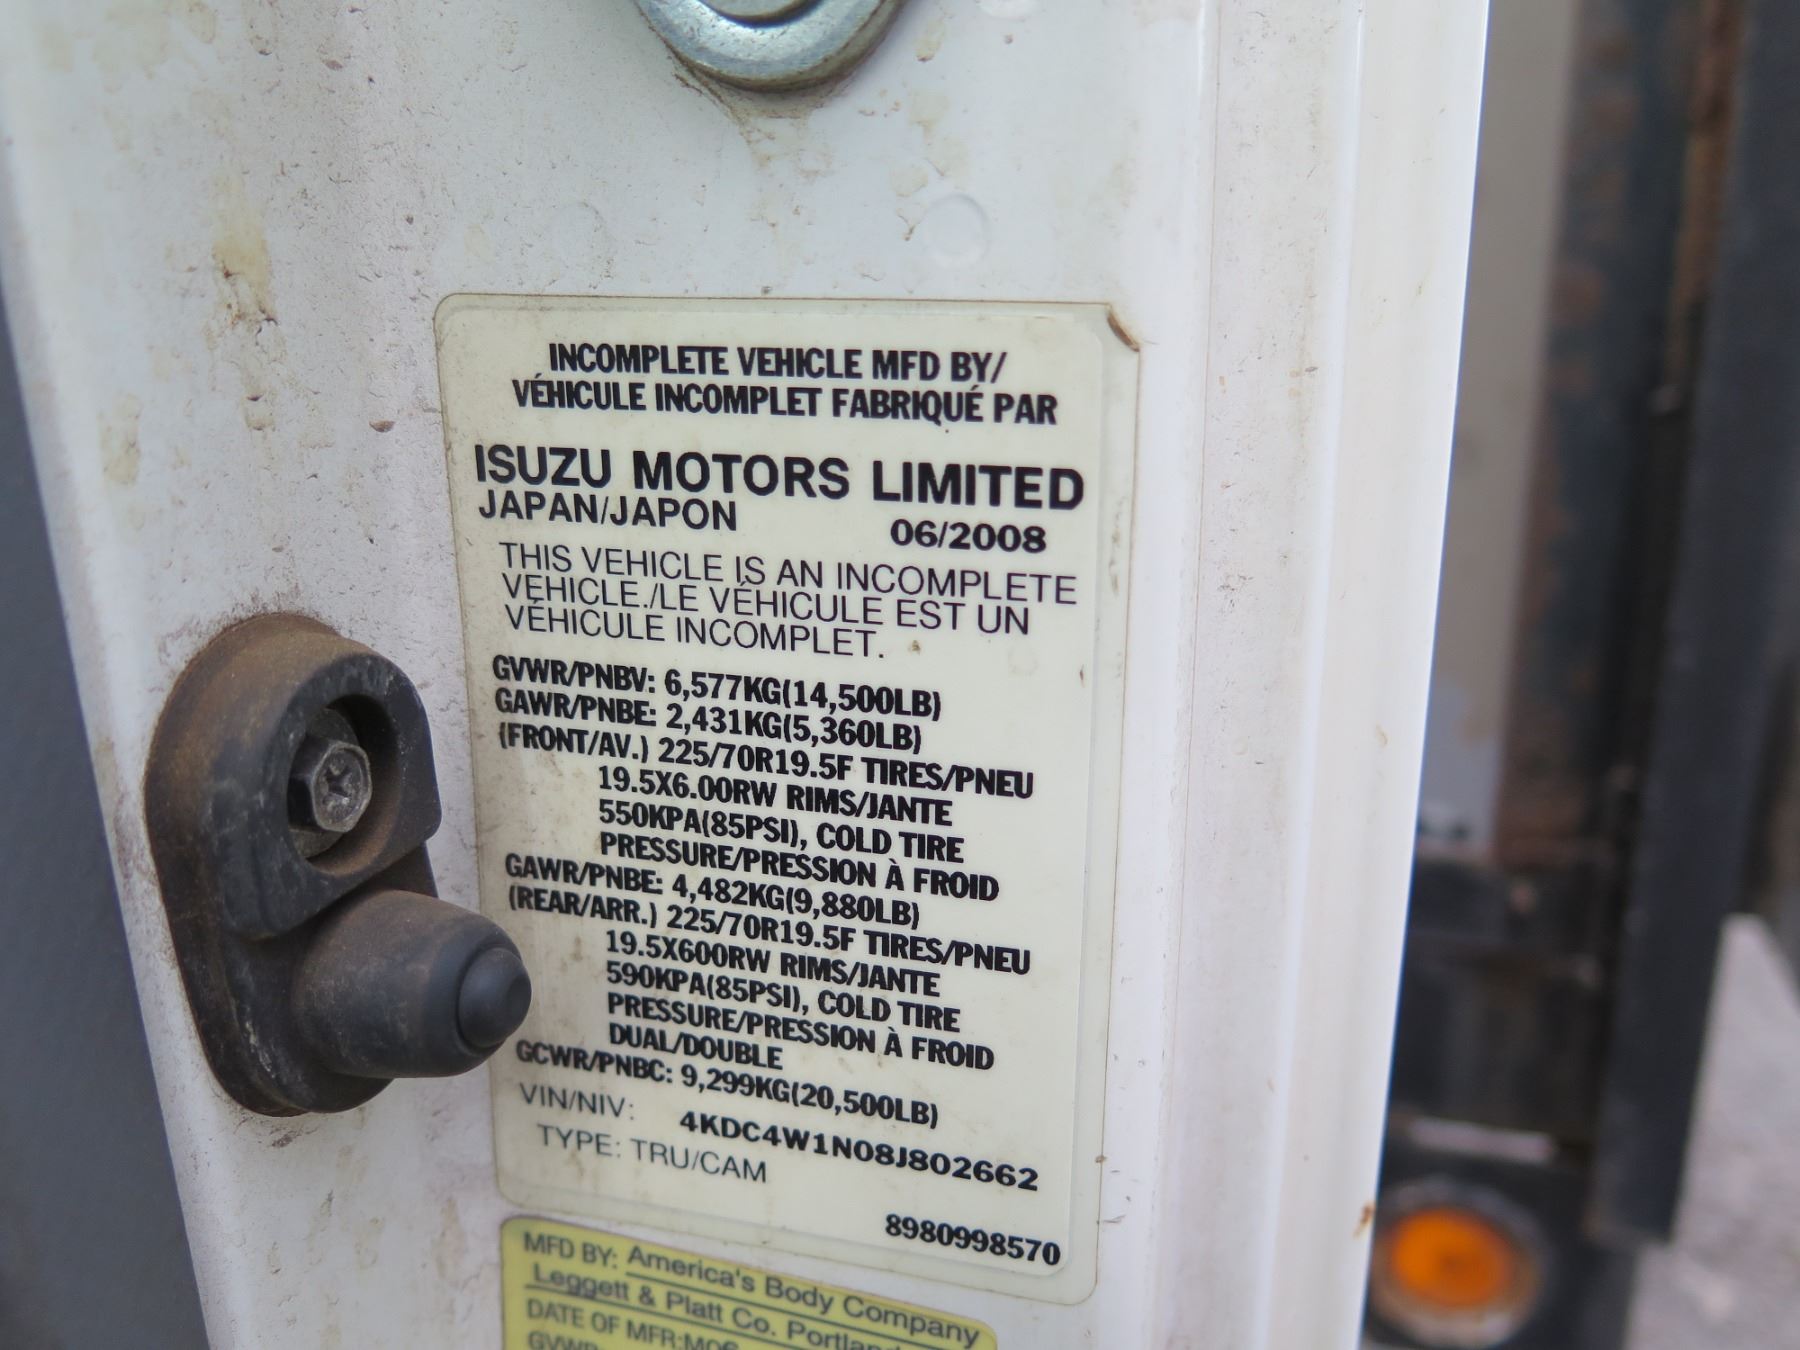 INCOMPLETE VEHICLE MFD BY/
VÉHICULE INCOMPLET FABRIQUÉ PAR
ISUZU MOTORS LIMITED
JAPAN/JAPON 06/2008
THIS VEHICLE IS AN INCOMPLETE
VEHICLE./LE VÉHICULE EST UN
VÉHICULE INCOMPLET.
GVWR/PNBV: 6,577KG(14,500LB)
GAWR/PNBE: 2,431KG(5,360LB)
(FRONT/AV.) 225/70R19.5F TIRES/PNEU
19.5X6.00RW RIMS/JANTE
550KPA(85PSI), COLD TIRE
PRESSURE/PRESSION À FROID
GAWR/PNBE: 4,482KG(9,880LB)
(REAR/ARR.) 225/70R19.5F TIRES/PNEU
19.5X600RW RIMS/JANTE
590KPA(85PSI), COLD TIRE
PRESSURE/PRESSION À FROID
DUAL/DOUBLE
GCWR/PNBC: 9,299KG(20,500LB)
VIN/NIV: 4KDC4W1N08J802662
TYPE: TRU/CAM
8980998570
MFD BY: America's Body Company
Leggett & Platt Co. Portland
DATE OF MFR:MO6
GVWR